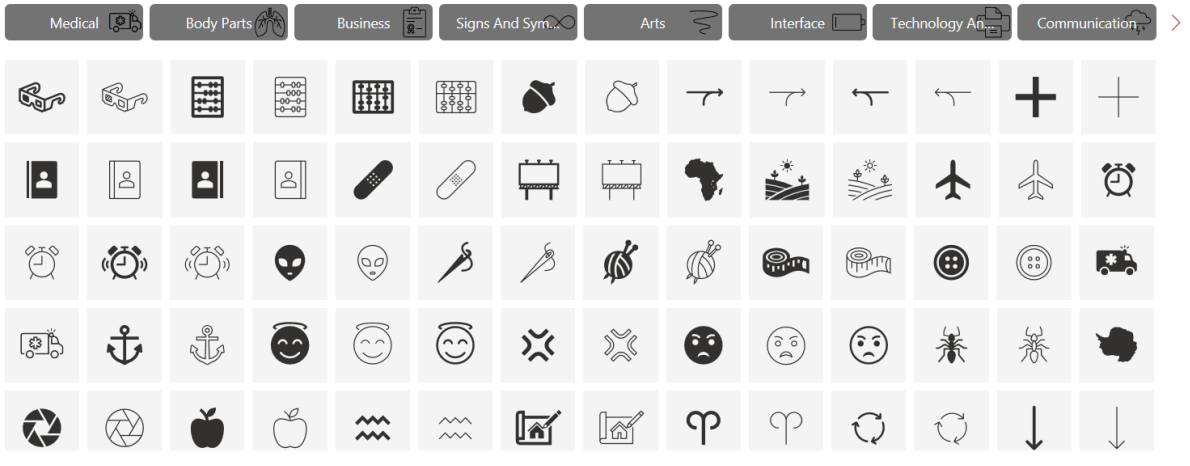 Medical
Body Parts
Business
Signs And Sym...
Arts
Interface
Technology An...
Communication